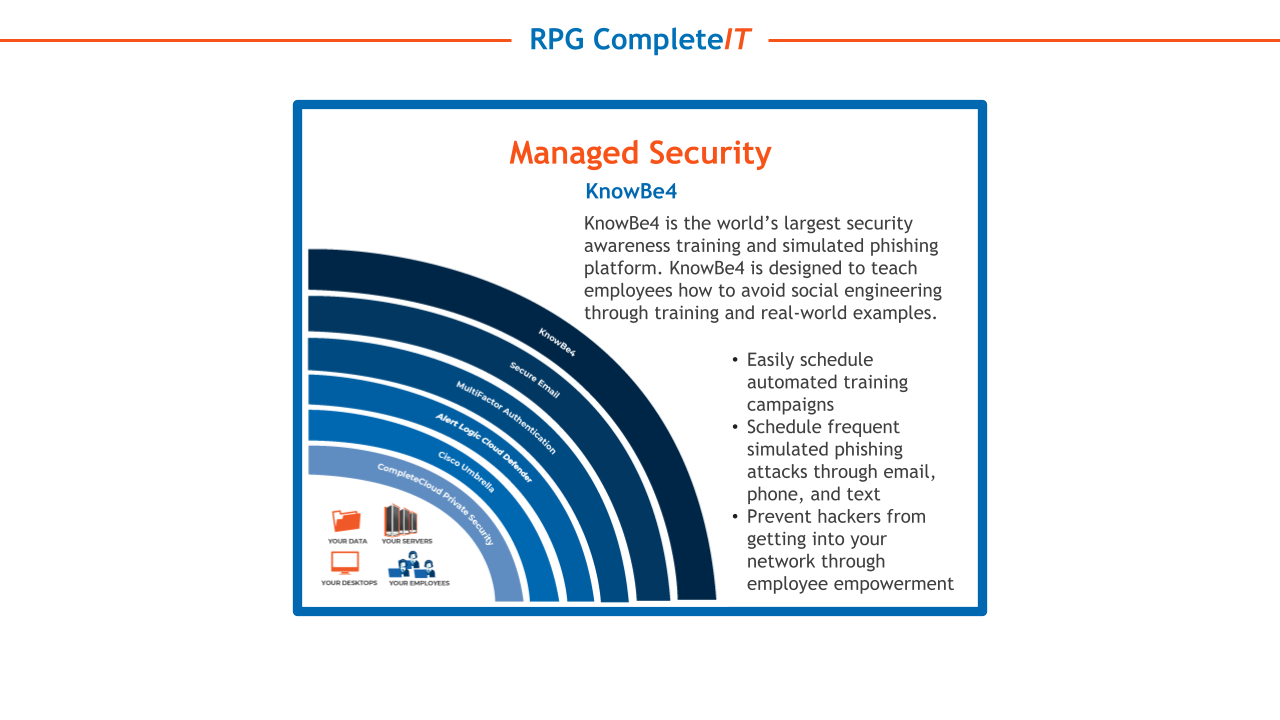 RPG CompleteIT
Managed Security
KnowBe4
KnowBe4 is the world’s largest security
awareness training and simulated phishing
platform. KnowBe4 is designed to teach
employees how to avoid social engineering
through training and real-world examples.
• Easily schedule
automated training
campaigns
• Schedule frequent
simulated phishing
attacks through email,
phone, and text
• Prevent hackers from
getting into your
network through
employee empowerment
KnowBe4
Secure Email
MultiFactor Authentication
Alert Logic Cloud Defender
Cisco Umbrella
CompleteCloud Private Security
YOUR DATA
YOUR SERVERS
YOUR DESKTOPS
YOUR EMPLOYEES